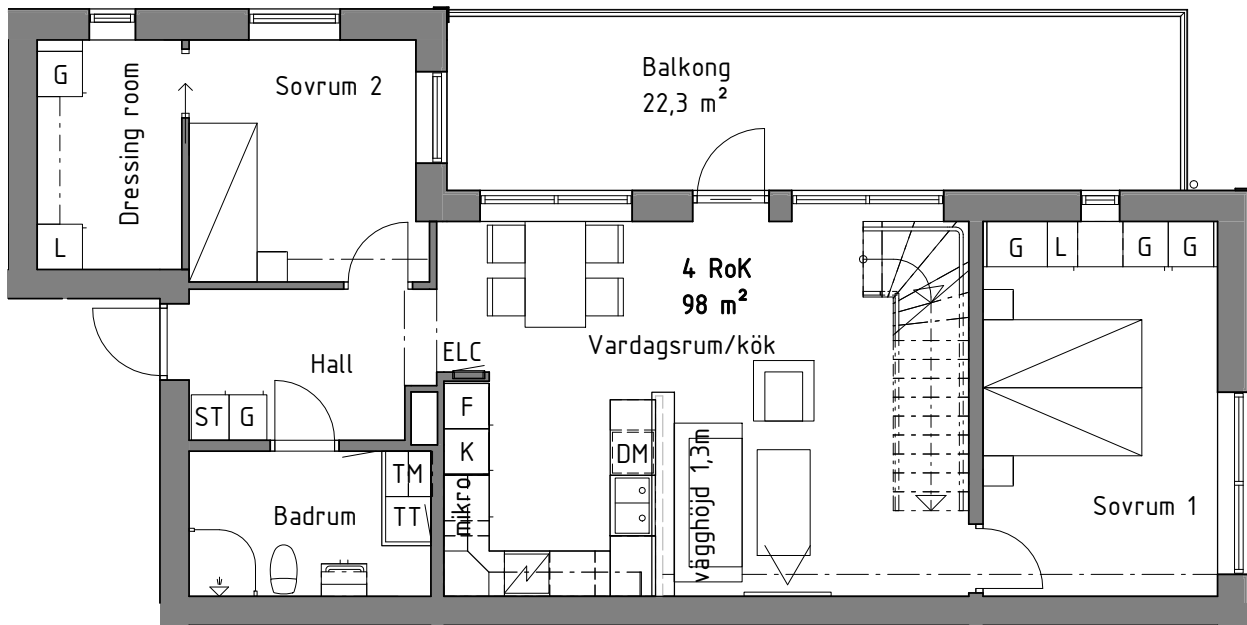 G
Dressing room
L
Sovrum 2
Balkong
22,3 m²
4 RoK
98 m²
Vardagsrum/kök
G
L
G
G
Hall
ELC
ST
G
F
K
mikro
DM
vägghöjd 1,3m
TM
TT
Badrum
Sovrum 1